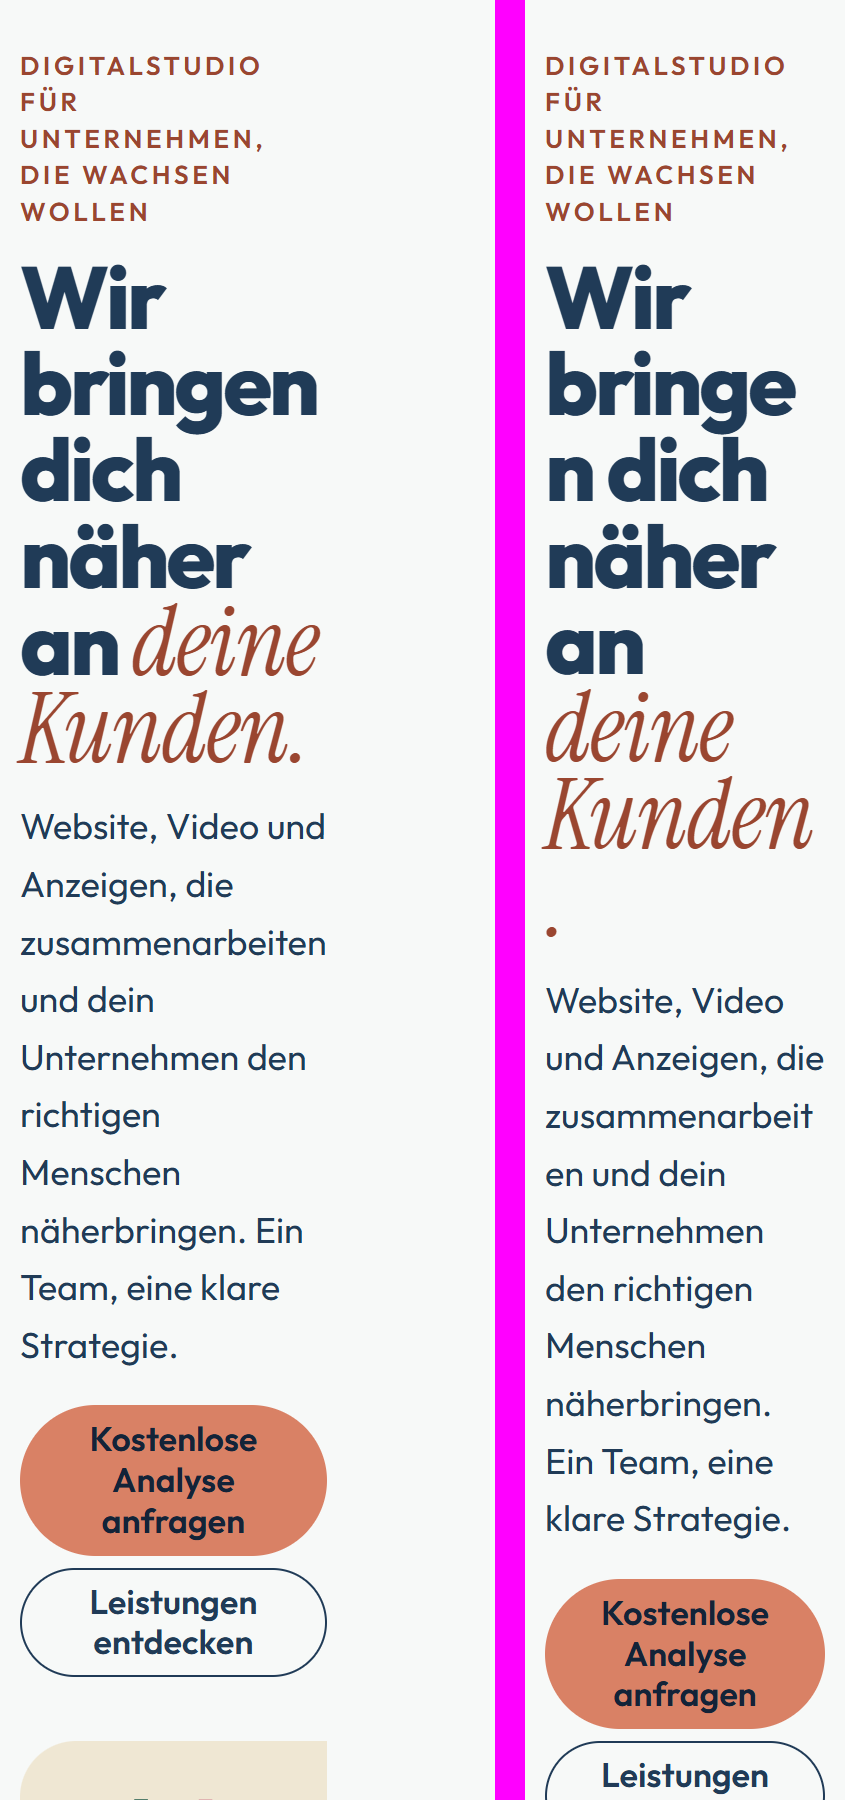 DIGITALSTUDIO
FÜR
UNTERNEHMEN,
DIE WACHSEN
WOLLEN
Wir
bringen
dich
näher
an deine
Kunden.
Website, Video und
Anzeigen, die
zusammenarbeiten
und dein
Unternehmen den
richtigen
Menschen
näherbringen. Ein
Team, eine klare
Strategie.
Kostenlose
Analyse
anfragen
Leistungen
entdecken
DIGITALSTUDIO
FÜR
UNTERNEHMEN,
DIE WACHSEN
WOLLEN
Wir
bringe
n dich
näher
an
deine
Kunden
.
Website, Video
und Anzeigen, die
zusammenarbeit
en und dein
Unternehmen
den richtigen
Menschen
näherbringen.
Ein Team, eine
klare Strategie.
Kostenlose
Analyse
anfragen
Leistungen